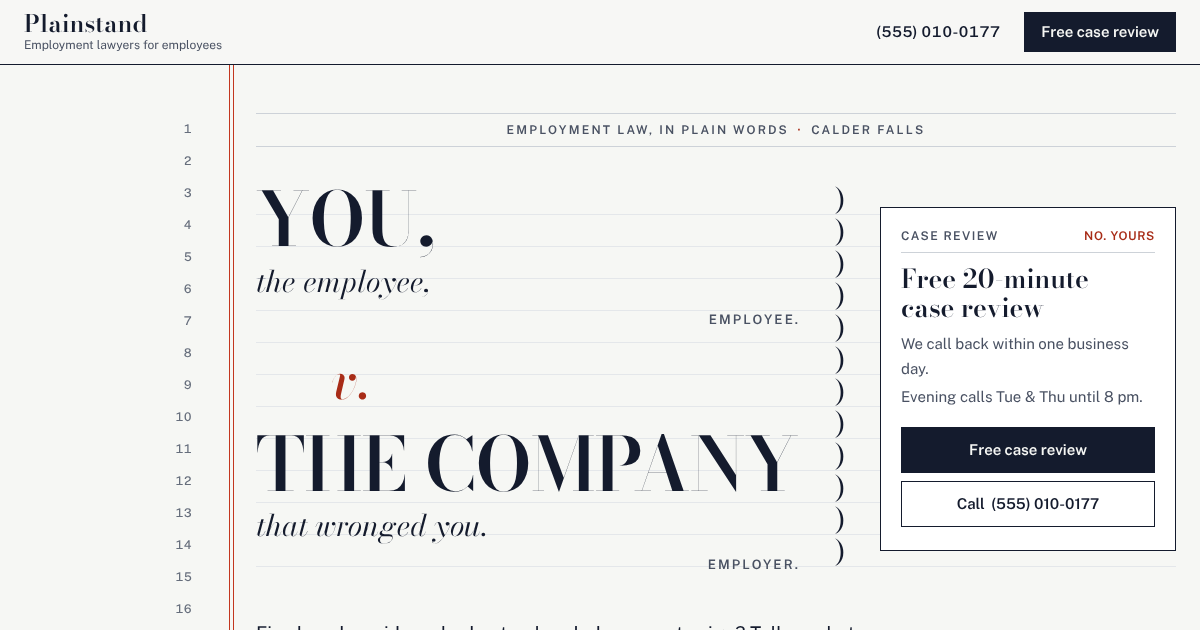 Plainstand
Employment lawyers for employees
(555) 010-0177
Free case review
EMPLOYMENT LAW, IN PLAIN WORDS · CALDER FALLS
1
2
3
4
5
6
7
8
9
10
11
12
13
14
15
16
YOU,
the employee,
EMPLOYEE.
v.
THE COMPANY
that wronged you.
EMPLOYER.
)
)
)
)
)
)
)
)
)
)
)
)
CASE REVIEW
NO. YOURS
Free 20-minute
case review
We call back within one business
day.
Evening calls Tue & Thu until 8 pm.
Free case review
Call (555) 010-0177